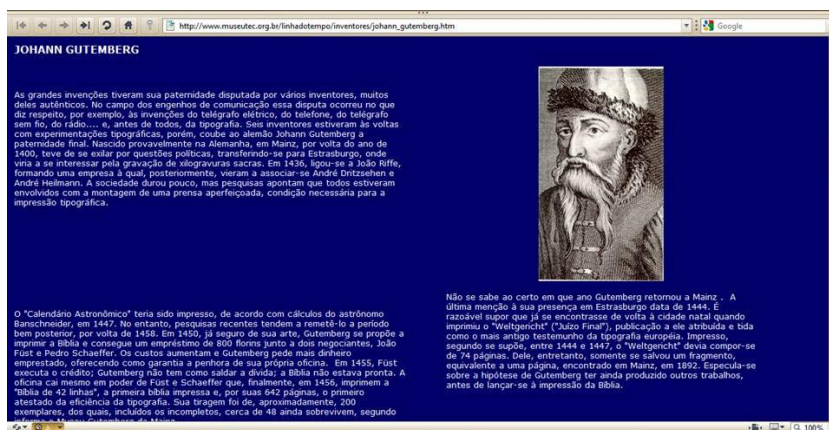 http://www.museutec.org.br/linhadotempo/inventores/johann_gutemberg.htm
Google
JOHANN GUTEMBERG
As grandes invenções tiveram sua paternidade disputada por vários inventores, muitos
deles autênticos. No campo dos engenhos de comunicação essa disputa ocorreu no que
diz respeito, por exemplo, às invenções do telégrafo elétrico, do telefone, do telégrafo
sem fio, do rádio.... e, antes de todos, da tipografia. Seis inventores estiveram às voltas
com experimentações tipográficas, porém, coube ao alemão Johann Gutemberg a
paternidade final. Nascido provavelmente na Alemanha, em Mainz, por volta do ano de
1400, teve de se exilar por questões políticas, transferindo-se para Estrasburgo, onde
viria a se interessar pela gravação de xilogravuras sacras. Em 1436, ligou-se a João Riffe,
formando uma empresa à qual, posteriormente, vieram a associar-se André Dritzsehen e
André Heilmann. A sociedade durou pouco, mas pesquisas apontam que todos estiveram
envolvidos com a montagem de uma prensa aperfeiçoada, condição necessária para a
impressão tipográfica.
O "Calendário Astronômico" teria sido impresso, de acordo com cálculos do astrônomo
Banschneider, em 1447. No entanto, pesquisas recentes tendem a remetê-lo a período
bem posterior, por volta de 1458. Em 1450, já seguro de sua arte, Gutemberg se propõe a
imprimir a Bíblia e consegue um empréstimo de 800 florins junto a dois negociantes, João
Füst e Pedro Schaeffer. Os custos aumentam e Gutemberg pede mais dinheiro
emprestado, oferecendo como garantia a penhora de sua própria oficina. Em 1455, Füst
executa o crédito; Gutemberg não tem como saldar a dívida; a Bíblia não estava pronta. A
oficina cai mesmo em poder de Füst e Schaeffer que, finalmente, em 1456, imprimem a
"Bíblia de 42 linhas", a primeira bíblia impressa e, por suas 642 páginas, o primeiro
atestado da eficiência da tipografia. Sua tiragem foi de, aproximadamente, 200
exemplares, dos quais, incluídos os incompletos, cerca de 48 ainda sobrevivem, segundo
informa o Museu Gutemberg de Mainz.
Não se sabe ao certo em que ano Gutemberg retornou a Mainz . A
última menção à sua presença em Estrasburgo data de 1444. É
razoável supor que já se encontrasse de volta à cidade natal quando
imprimiu o "Weltgericht" ("Juízo Final"), publicação a ele atribuída e tida
como o mais antigo testemunho da tipografia européia. Impresso,
segundo se supõe, entre 1444 e 1447, o "Weltgericht" devia compor-se
de 74 páginas. Dele, entretanto, somente se salvou um fragmento,
equivalente a uma página, encontrado em Mainz, em 1892. Especula-se
sobre a hipótese de Gutemberg ter ainda produzido outros trabalhos,
antes de lançar-se à impressão da Bíblia.
100%